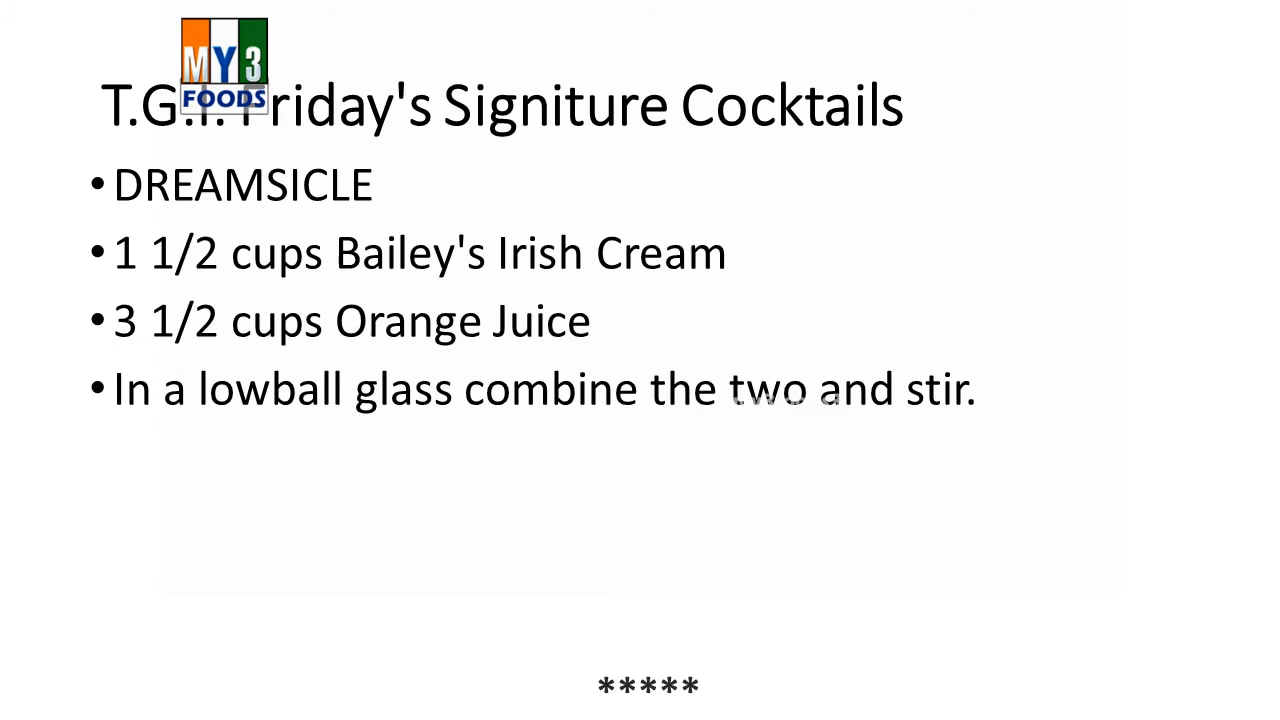 MY3
FOODS
T.G.I. Friday's Signiture Cocktails
• DREAMSICLE
• 1 1/2 cups Bailey's Irish Cream
• 3 1/2 cups Orange Juice
• In a lowball glass combine the two and stir.
*****